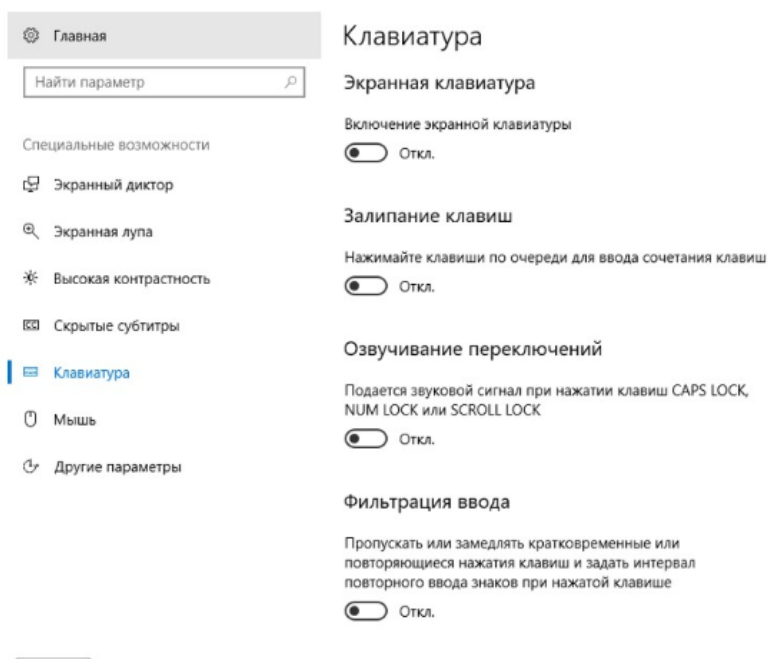 Главная
Найти параметр
Специальные возможности
Экранный диктор
Экранная лупа
Высокая контрастность
Скрытые субтитры
Клавиатура
Мышь
Другие параметры
Клавиатура
Экранная клавиатура
Включение экранной клавиатуры
Откл.
Залипание клавиш
Нажимайте клавиши по очереди для ввода сочетания клавиш
Откл.
Озвучивание переключений
Подается звуковой сигнал при нажатии клавиш CAPS LOCK,
NUM LOCK или SCROLL LOCK
Откл.
Фильтрация ввода
Пропускать или замедлять кратковременные или
повторяющиеся нажатия клавиш и задать интервал
повторного ввода знаков при нажатой клавише
Откл.